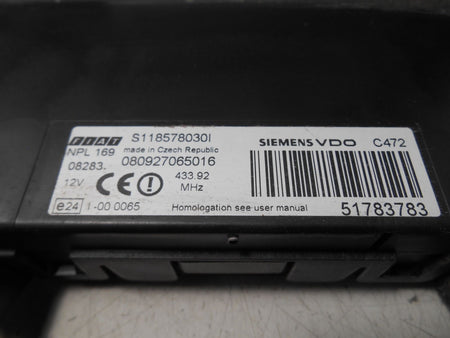 FIAT S118578030I SIEMENS VDO C472
NPL 169 made in Czech Republic
08283. 080927065016
12V CE ! 433.92
MHz
e24 1-00 0065 Homologation see user manual 51783783